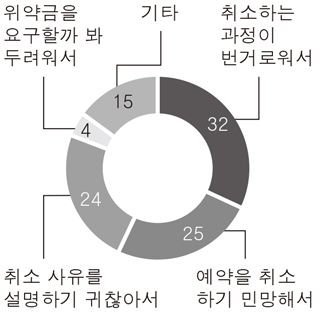 위약금을
요구할까 봐
두려워서
기타
취소하는
과정이
번거로워서
15
4
32
24
25
취소 사유를
설명하기 귀찮아서
예약을 취소
하기 민망해서